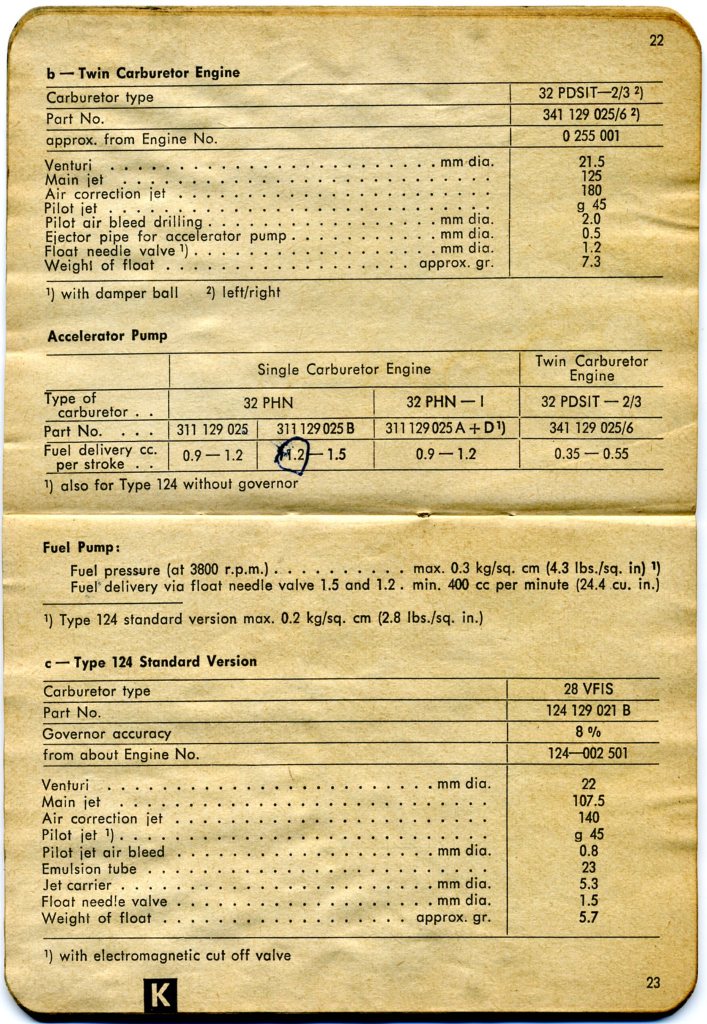 22
b — Twin Carburetor Engine
Carburetor type 32 PDSIT—2/3 ²)
Part No. 341 129 025/6 ²)
approx. from Engine No. 0 255 001
Venturi . . . . . . . . . . . . . . . . . . . . . . mm dia. 21.5
Main jet . . . . . . . . . . . . . . . . . . . . . . . . . 125
Air correction jet . . . . . . . . . . . . . . . . . . . . . 180
Pilot jet . . . . . . . . . . . . . . . . . . . . . . . . . g 45
Pilot air bleed drilling . . . . . . . . . . . . . . . mm dia. 2.0
Ejector pipe for accelerator pump . . . . . . . . . . mm dia. 0.5
Float needle valve ¹) . . . . . . . . . . . . . . . . mm dia. 1.2
Weight of float . . . . . . . . . . . . . . . . . approx. gr. 7.3
¹) with damper ball ²) left/right
Accelerator Pump
Single Carburetor Engine Twin Carburetor Engine
Type of carburetor . . 32 PHN 32 PHN — I 32 PDSIT — 2/3
Part No. . . . 311 129 025 311 129 025 B 311 129 025 A + D ¹) 341 129 025/6
Fuel delivery cc. per stroke . . 0.9 — 1.2 1.2 — 1.5 0.9 — 1.2 0.35 — 0.55
¹) also for Type 124 without governor
Fuel Pump:
Fuel pressure (at 3800 r.p.m.) . . . . . . . . . . max. 0.3 kg/sq. cm (4.3 lbs./sq. in) ¹)
Fuel delivery via float needle valve 1.5 and 1.2 . min. 400 cc per minute (24.4 cu. in.)
¹) Type 124 standard version max. 0.2 kg/sq. cm (2.8 lbs./sq. in.)
c — Type 124 Standard Version
Carburetor type 28 VFIS
Part No. 124 129 021 B
Governor accuracy 8 %
from about Engine No. 124—002 501
Venturi . . . . . . . . . . . . . . . . . . . . . . mm dia. 22
Main jet . . . . . . . . . . . . . . . . . . . . . . . . . 107.5
Air correction jet . . . . . . . . . . . . . . . . . . . . . 140
Pilot jet ¹) . . . . . . . . . . . . . . . . . . . . . . . . g 45
Pilot jet air bleed . . . . . . . . . . . . . . . . . mm dia. 0.8
Emulsion tube . . . . . . . . . . . . . . . . . . . . . . . 23
Jet carrier . . . . . . . . . . . . . . . . . . . . mm dia. 5.3
Float needle valve . . . . . . . . . . . . . . . . . mm dia. 1.5
Weight of float . . . . . . . . . . . . . . . . . approx. gr. 5.7
¹) with electromagnetic cut off valve
K
23